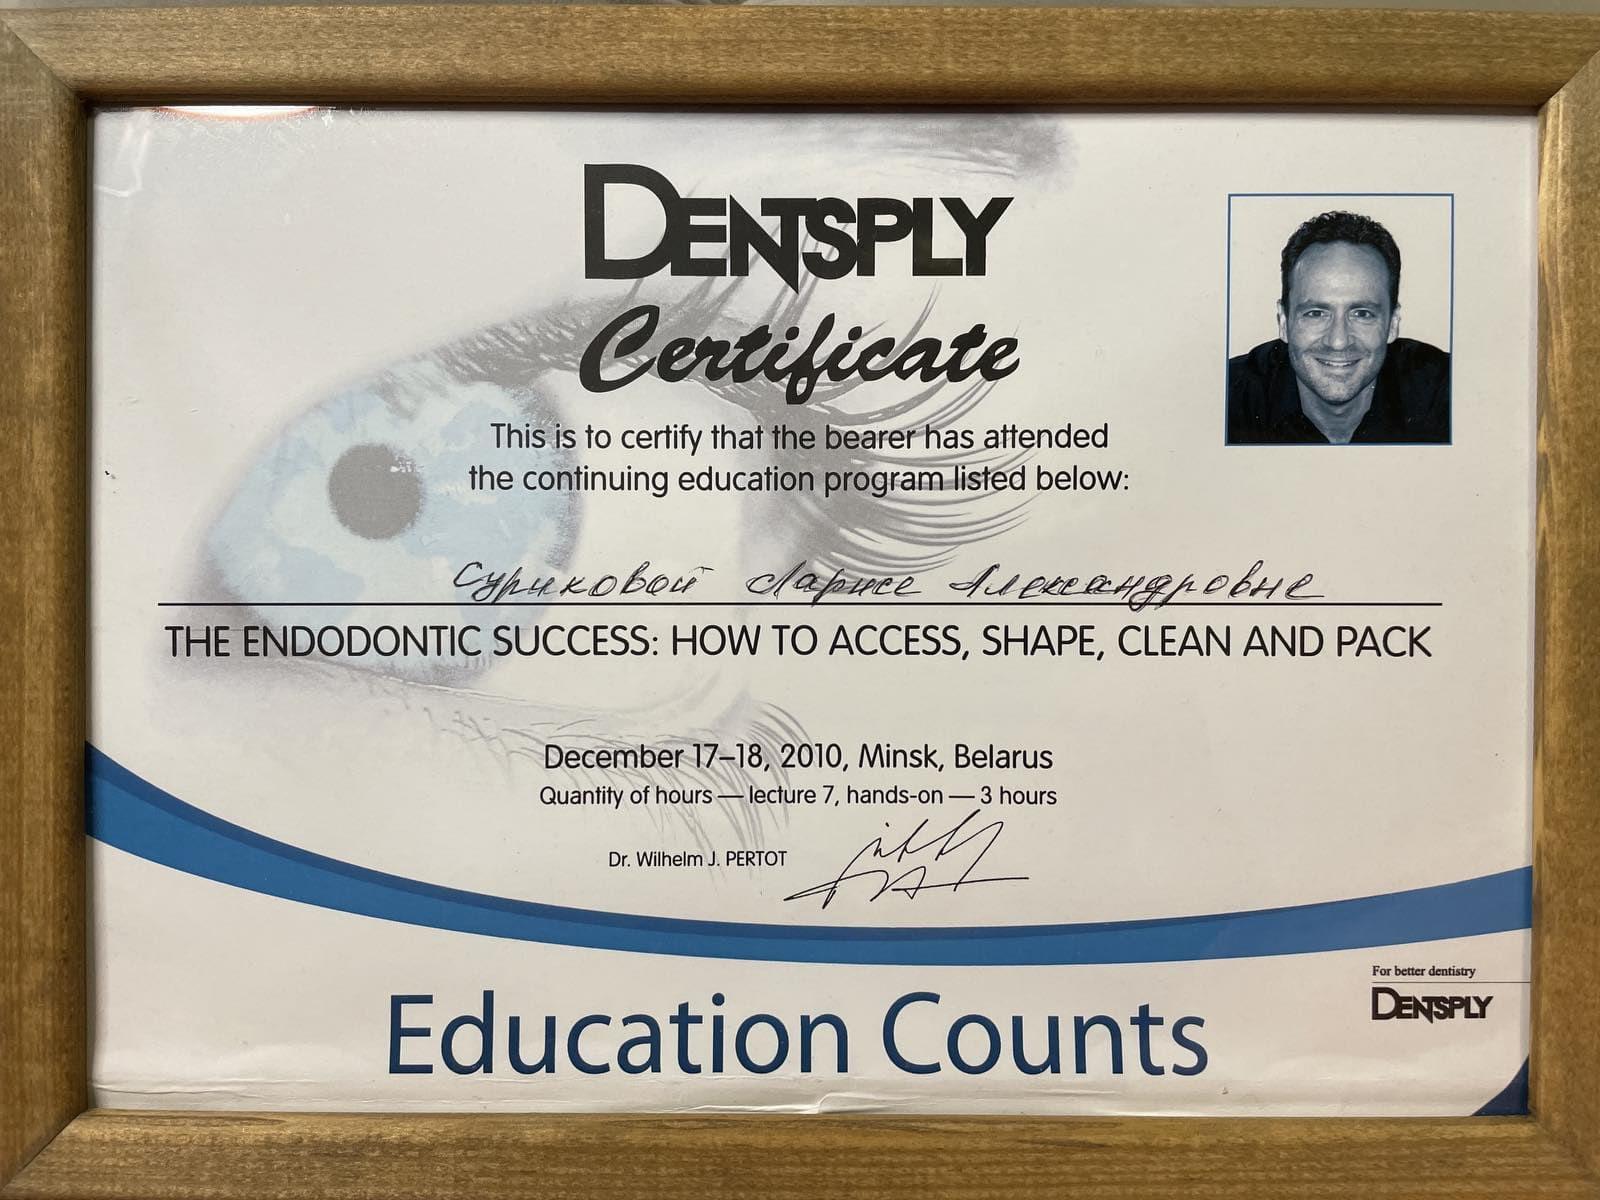 DENTSPLY
Certificate
This is to certify that the bearer has attended
the continuing education program listed below:
Суриковой Ларисе Александровне
THE ENDODONTIC SUCCESS: HOW TO ACCESS, SHAPE, CLEAN AND PACK
December 17–18, 2010, Minsk, Belarus
Quantity of hours — lecture 7, hands-on — 3 hours
Dr. Wilhelm J. PERTOT
For better dentistry
DENTSPLY
Education Counts